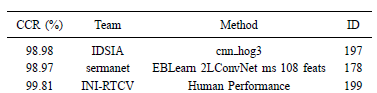 CCR (%) Team Method ID
98.98 IDSIA cnn_hog3 197
98.97 sermanet EBLearn 2LConvNet ms 108 feats 178
99.81 INI-RTCV Human Performance 199